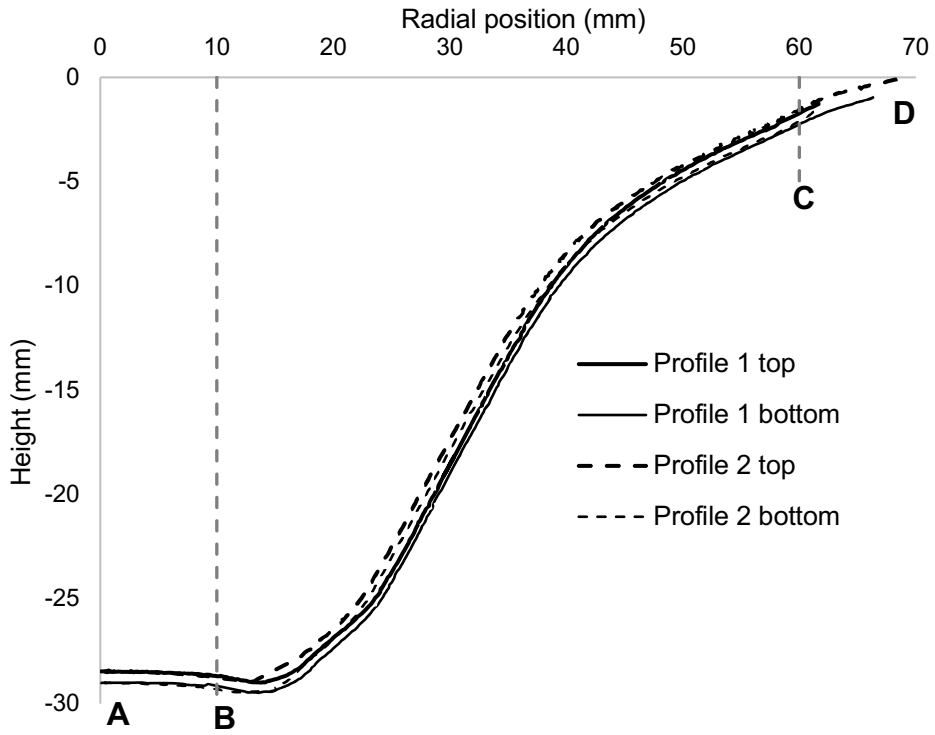 Radial position (mm)
0 10 20 30 40 50 60 70
0
D
-5
C
-10
Height (mm)
-15
-20
-25
-30
Profile 1 top
Profile 1 bottom
Profile 2 top
Profile 2 bottom
A B